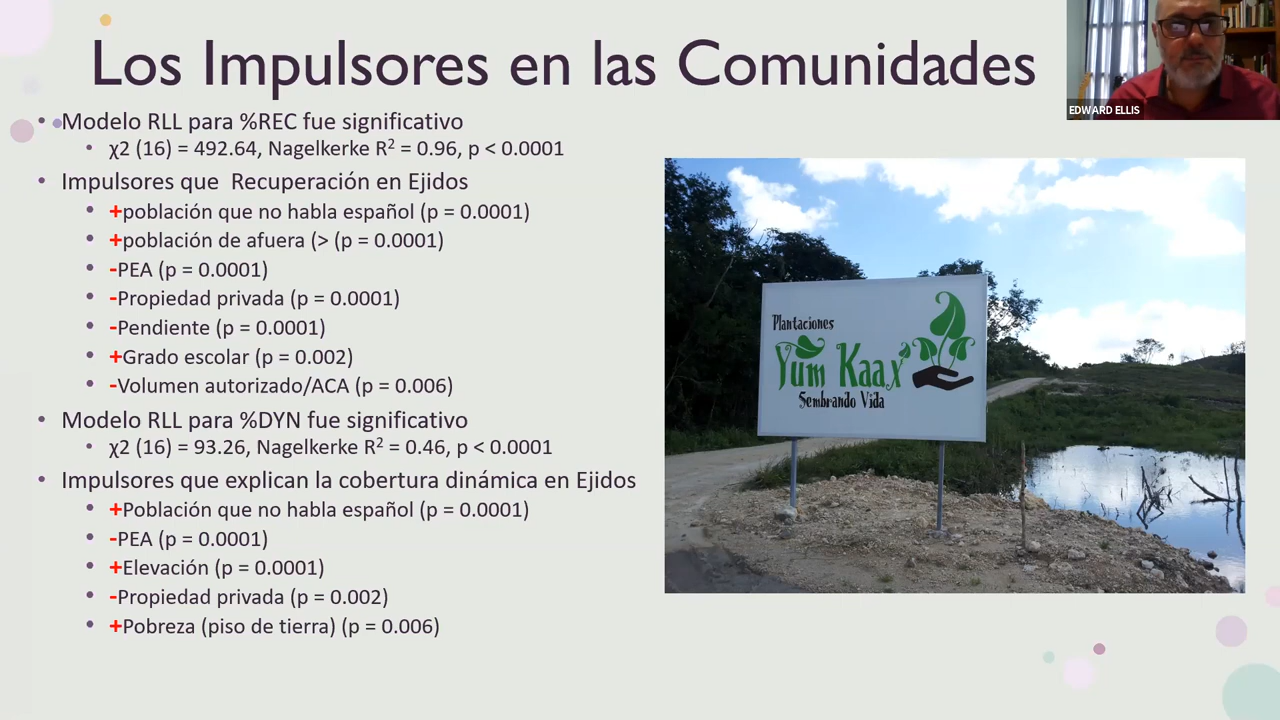 Los Impulsores en las Comunidades
EDWARD ELLIS
• Modelo RLL para %REC fue significativo
• χ2 (16) = 492.64, Nagelkerke R² = 0.96, p < 0.0001
• Impulsores que Recuperación en Ejidos
• +población que no habla español (p = 0.0001)
• +población de afuera (> (p = 0.0001)
• -PEA (p = 0.0001)
• -Propiedad privada (p = 0.0001)
• -Pendiente (p = 0.0001)
• +Grado escolar (p = 0.002)
• -Volumen autorizado/ACA (p = 0.006)
• Modelo RLL para %DYN fue significativo
• χ2 (16) = 93.26, Nagelkerke R² = 0.46, p < 0.0001
• Impulsores que explican la cobertura dinámica en Ejidos
• +Población que no habla español (p = 0.0001)
• -PEA (p = 0.0001)
• +Elevación (p = 0.0001)
• -Propiedad privada (p = 0.002)
• +Pobreza (piso de tierra) (p = 0.006)
Plantaciones
Yum Kaax
Sembrando Vida